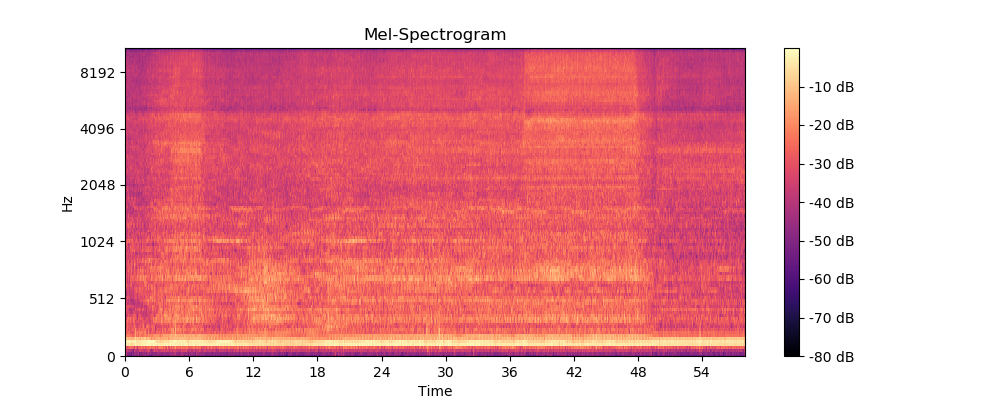 Mel-Spectrogram
Hz
8192
4096
2048
1024
512
0
0 6 12 18 24 30 36 42 48 54
Time
-10 dB
-20 dB
-30 dB
-40 dB
-50 dB
-60 dB
-70 dB
-80 dB